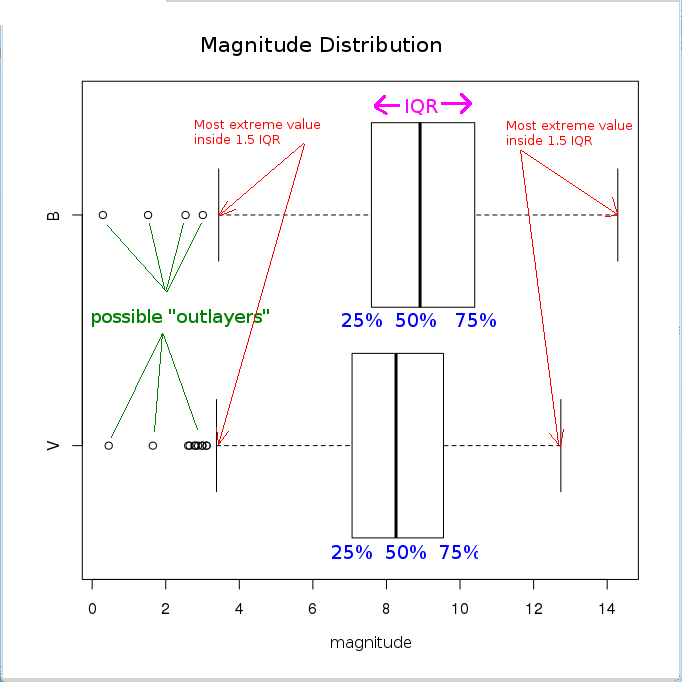 Magnitude Distribution
IQR
Most extreme value
inside 1.5 IQR
Most extreme value
inside 1.5 IQR
B
possible "outlayers"
25% 50% 75%
V
25% 50% 75%
0 2 4 6 8 10 12 14
magnitude